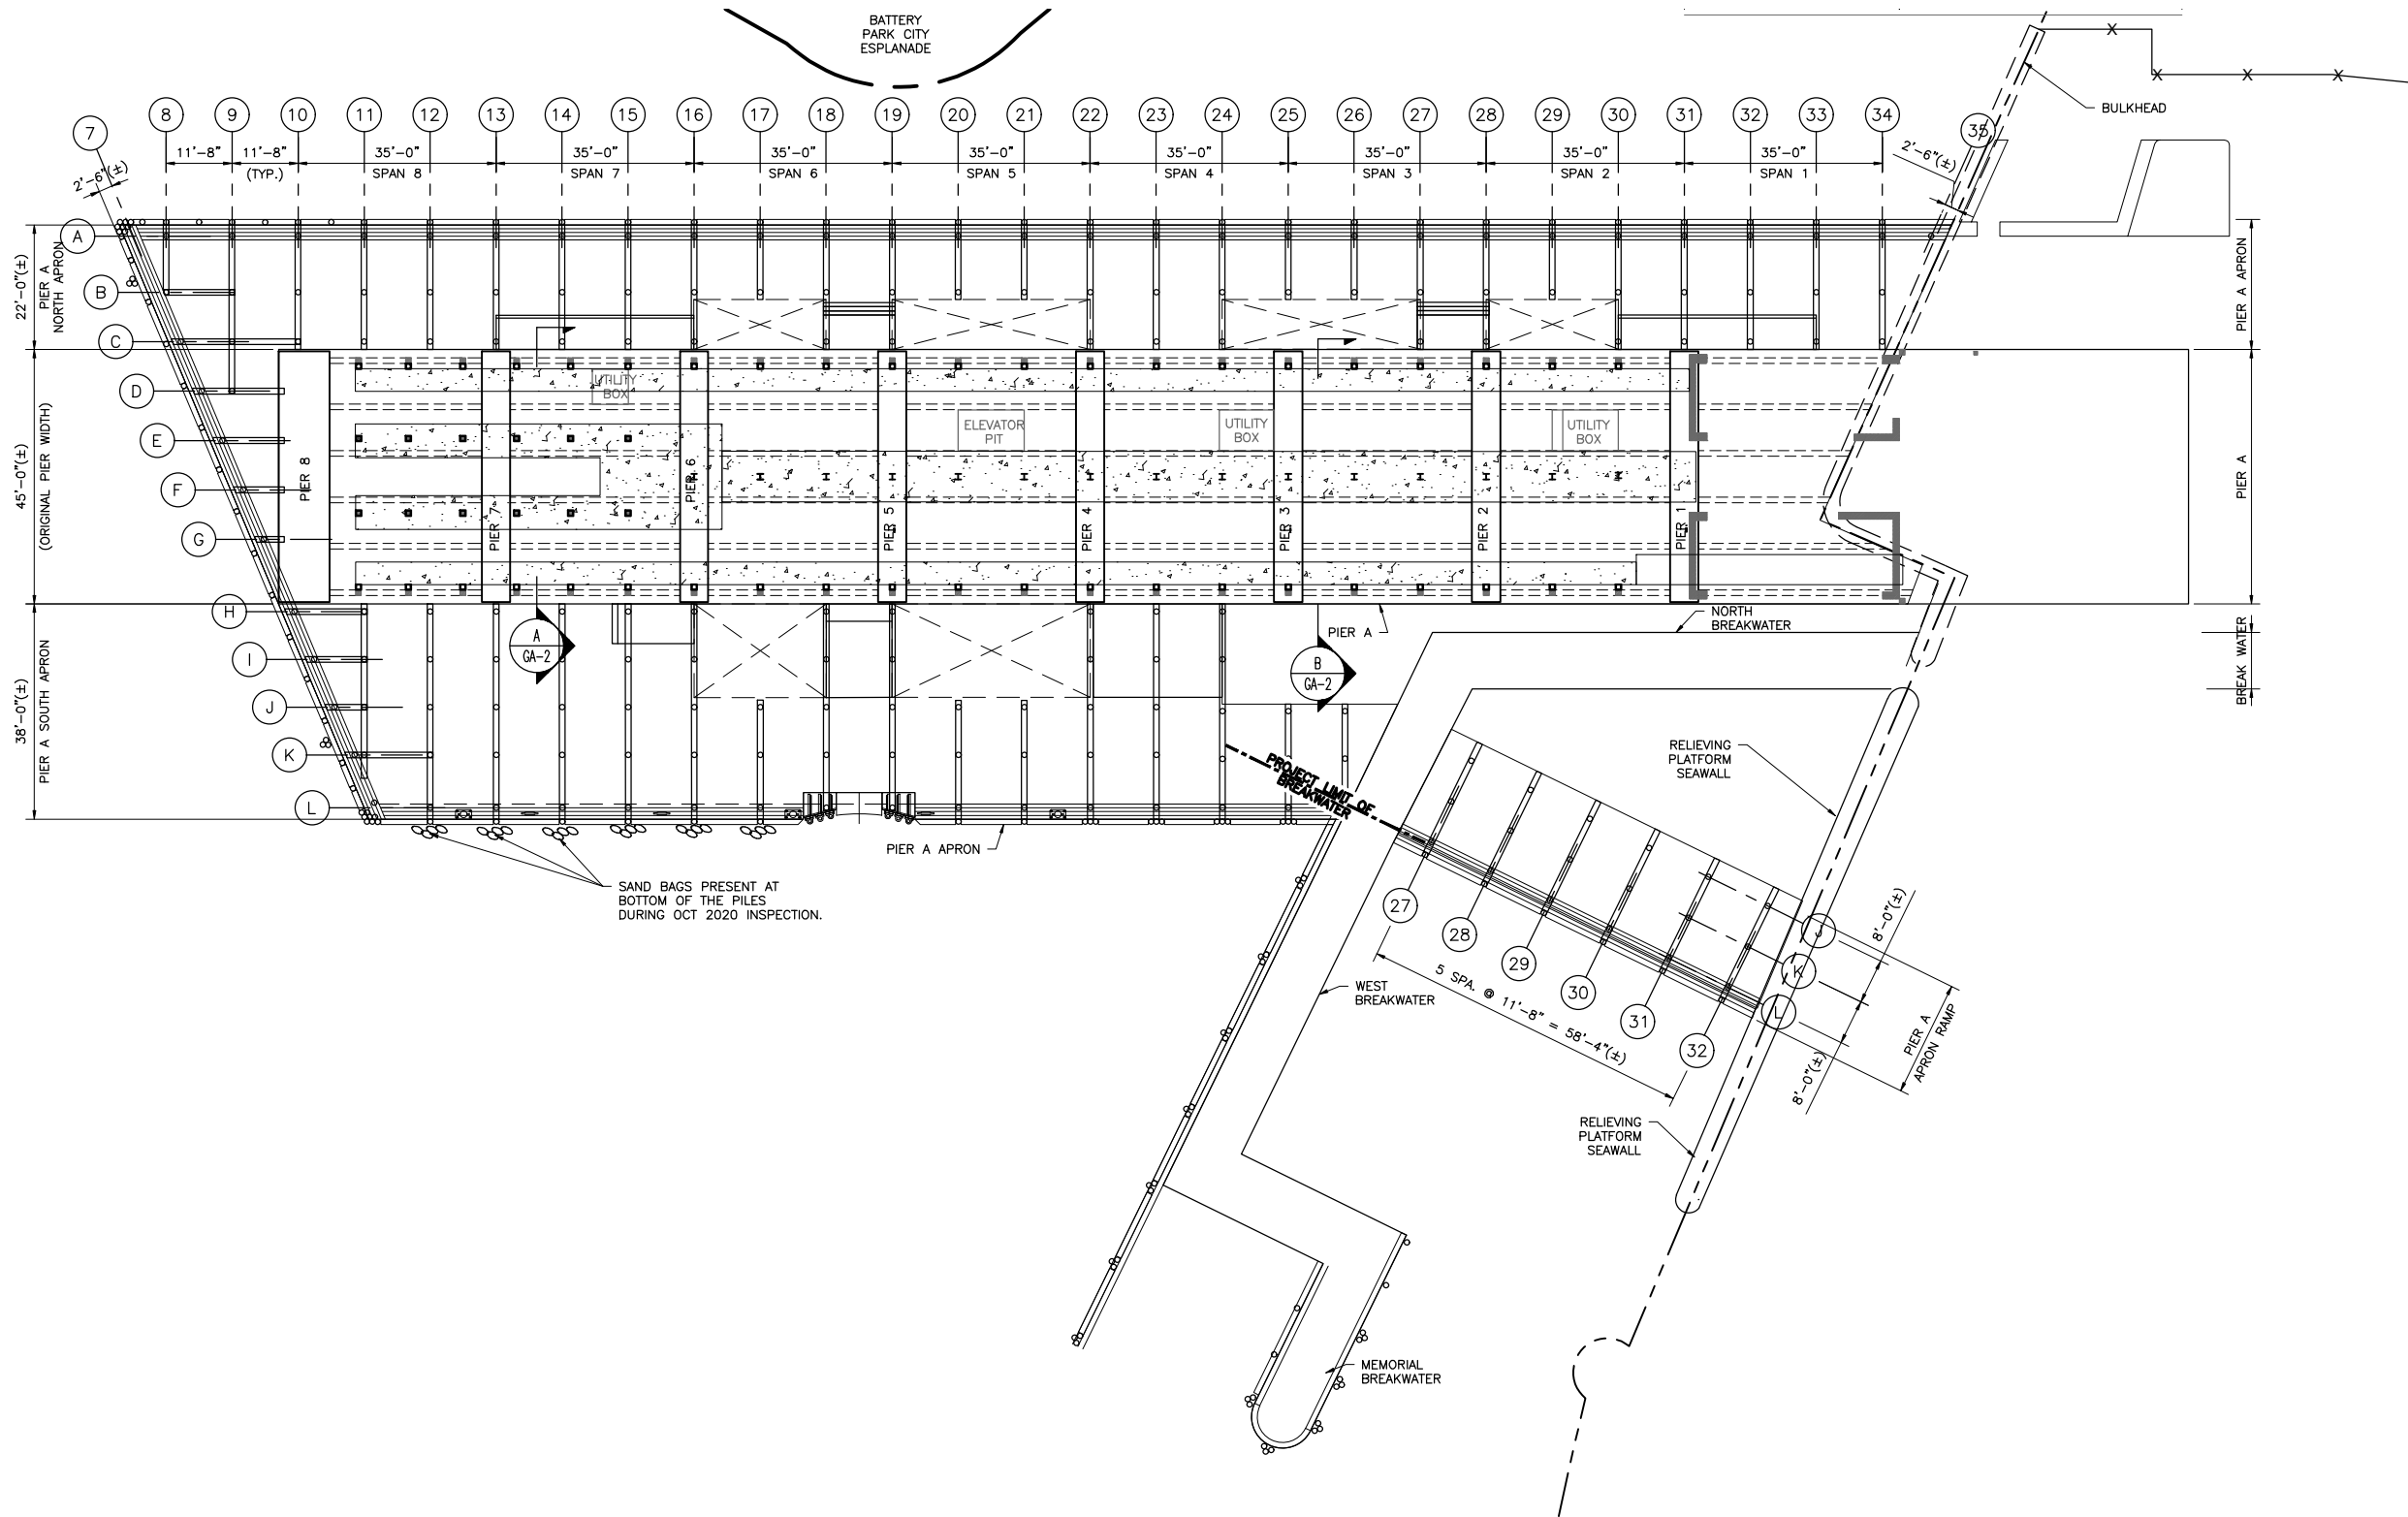 BATTERY
PARK CITY
ESPLANADE
BULKHEAD
7
8
9
10
11
12
13
14
15
16
17
18
19
20
21
22
23
24
25
26
27
28
29
30
31
32
33
34
35
2'-6"(±)
11'-8"
11'-8"
(TYP.)
35'-0"
SPAN 8
35'-0"
SPAN 7
35'-0"
SPAN 6
35'-0"
SPAN 5
35'-0"
SPAN 4
35'-0"
SPAN 3
35'-0"
SPAN 2
35'-0"
SPAN 1
2'-6"(±)
X
X
X
X
A
B
C
D
E
F
G
H
I
J
K
L
22'-0"(±)
PIER A
NORTH APRON
45'-0"(±)
(ORIGINAL PIER WIDTH)
38'-0"(±)
PIER A SOUTH APRON
PIER 8
PIER 7
PIER 6
PIER 5
PIER 4
PIER 3
PIER 2
PIER 1
UTILITY
BOX
ELEVATOR
PIT
UTILITY
BOX
UTILITY
BOX
PIER A APRON
PIER A
BREAK WATER
A
GA-2
B
GA-2
PIER A
NORTH
BREAKWATER
RELIEVING
PLATFORM
SEAWALL
PROJECT LIMIT OF
BREAKWATER
PIER A APRON
SAND BAGS PRESENT AT
BOTTOM OF THE PILES
DURING OCT 2020 INSPECTION.
27
28
29
30
31
32
J
K
L
8'-0"(±)
8'-0"(±)
PIER A
APRON RAMP
5 SPA. @ 11'-8" = 58'-4"(±)
WEST
BREAKWATER
RELIEVING
PLATFORM
SEAWALL
MEMORIAL
BREAKWATER